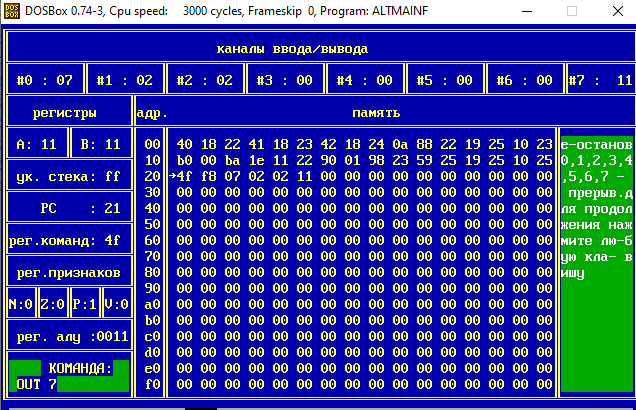 DOSBox 0.74-3, Cpu speed: 3000 cycles, Frameskip 0, Program: ALTMAINF
каналы ввода/вывода
#0 : 07 #1 : 02 #2 : 02 #3 : 00 #4 : 00 #5 : 00 #6 : 00 #7 : 11
регистры адр. память
A: 11 B: 11 00 40 18 22 41 18 23 42 18 24 0a 88 22 19 25 10 23 е-останов
10 b0 00 ba 1e 11 22 90 01 98 23 59 25 19 25 10 25 0,1,2,3,4
ук. стека: ff 20 →4f f8 07 02 02 11 00 00 00 00 00 00 00 00 00 00 ,5,6,7 -
30 00 00 00 00 00 00 00 00 00 00 00 00 00 00 00 00 прерыв.д
PC : 21 40 00 00 00 00 00 00 00 00 00 00 00 00 00 00 00 00 ля продол
50 00 00 00 00 00 00 00 00 00 00 00 00 00 00 00 00 жения наж
рег.команд: 4f 60 00 00 00 00 00 00 00 00 00 00 00 00 00 00 00 00 мите лю-б
70 00 00 00 00 00 00 00 00 00 00 00 00 00 00 00 00 ую кла- в
рег.признаков 80 00 00 00 00 00 00 00 00 00 00 00 00 00 00 00 00 ишу
90 00 00 00 00 00 00 00 00 00 00 00 00 00 00 00 00
N:0 Z:0 P:1 V:0 a0 00 00 00 00 00 00 00 00 00 00 00 00 00 00 00 00
b0 00 00 00 00 00 00 00 00 00 00 00 00 00 00 00 00
рег. алу :0011 c0 00 00 00 00 00 00 00 00 00 00 00 00 00 00 00 00
d0 00 00 00 00 00 00 00 00 00 00 00 00 00 00 00 00
КОМАНДА: e0 00 00 00 00 00 00 00 00 00 00 00 00 00 00 00 00
OUT 7 f0 00 00 00 00 00 00 00 00 00 00 00 00 00 00 00 00